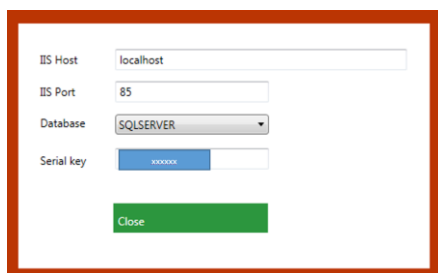 IIS Host localhost
IIS Port 85
Database SQLSERVER
Serial key xxxxxx
Close